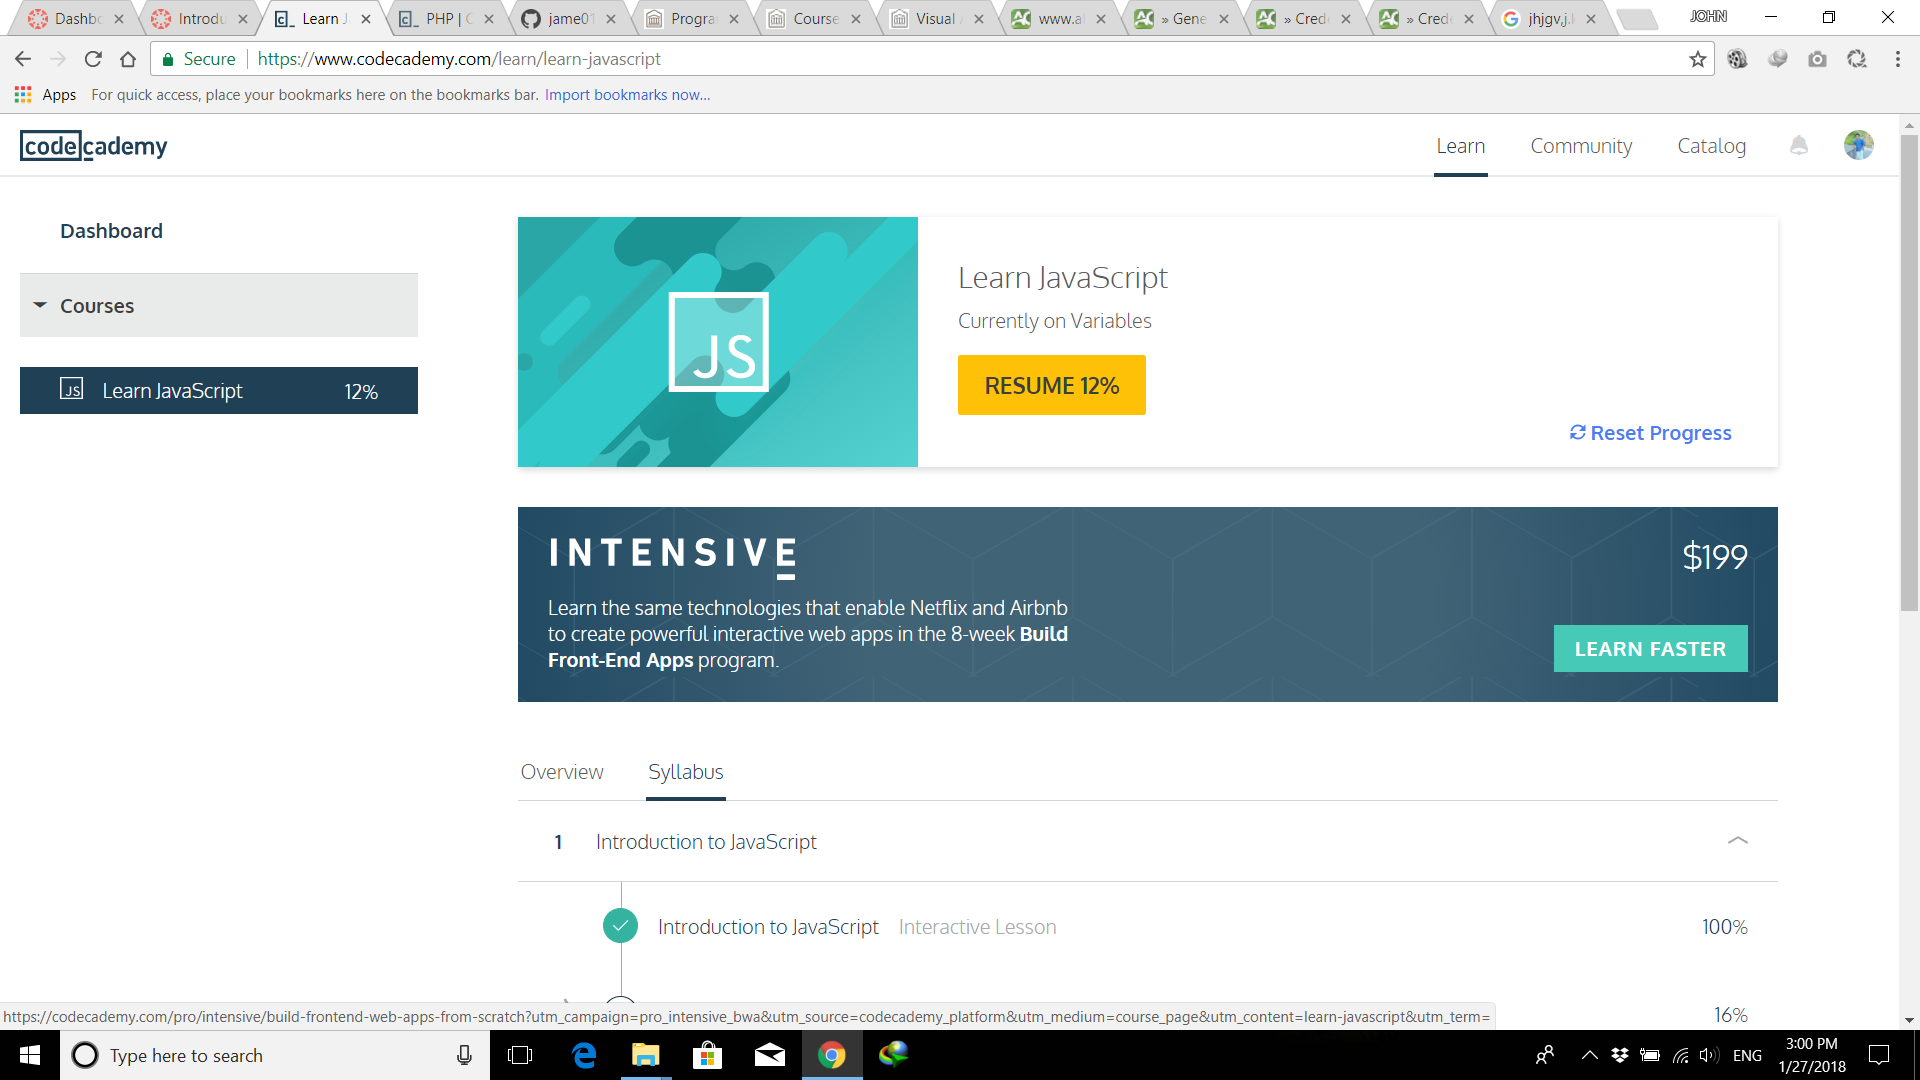 Dashbo
Introdu
Learn J
PHP | C
jame01
Progra
Course
Visual
www.a
» Gene
» Crede
» Crede
jhjgv,j.
JOHN
Secure
https://www.codecademy.com/learn/learn-javascript
Apps
For quick access, place your bookmarks here on the bookmarks bar. Import bookmarks now...
codecademy
Learn
Community
Catalog
Dashboard
Courses
JS Learn JavaScript 12%
JS
Learn JavaScript
Currently on Variables
RESUME 12%
Reset Progress
INTENSIVE
$199
Learn the same technologies that enable Netflix and Airbnb
to create powerful interactive web apps in the 8-week Build
Front-End Apps program.
LEARN FASTER
Overview
Syllabus
1 Introduction to JavaScript
Introduction to JavaScript Interactive Lesson 100%
16%
https://codecademy.com/pro/intensive/build-frontend-web-apps-from-scratch?utm_campaign=pro_intensive_bwa&utm_source=codecademy_platform&utm_medium=course_page&utm_content=learn-javascript&utm_term=
Type here to search
ENG
3:00 PM
1/27/2018